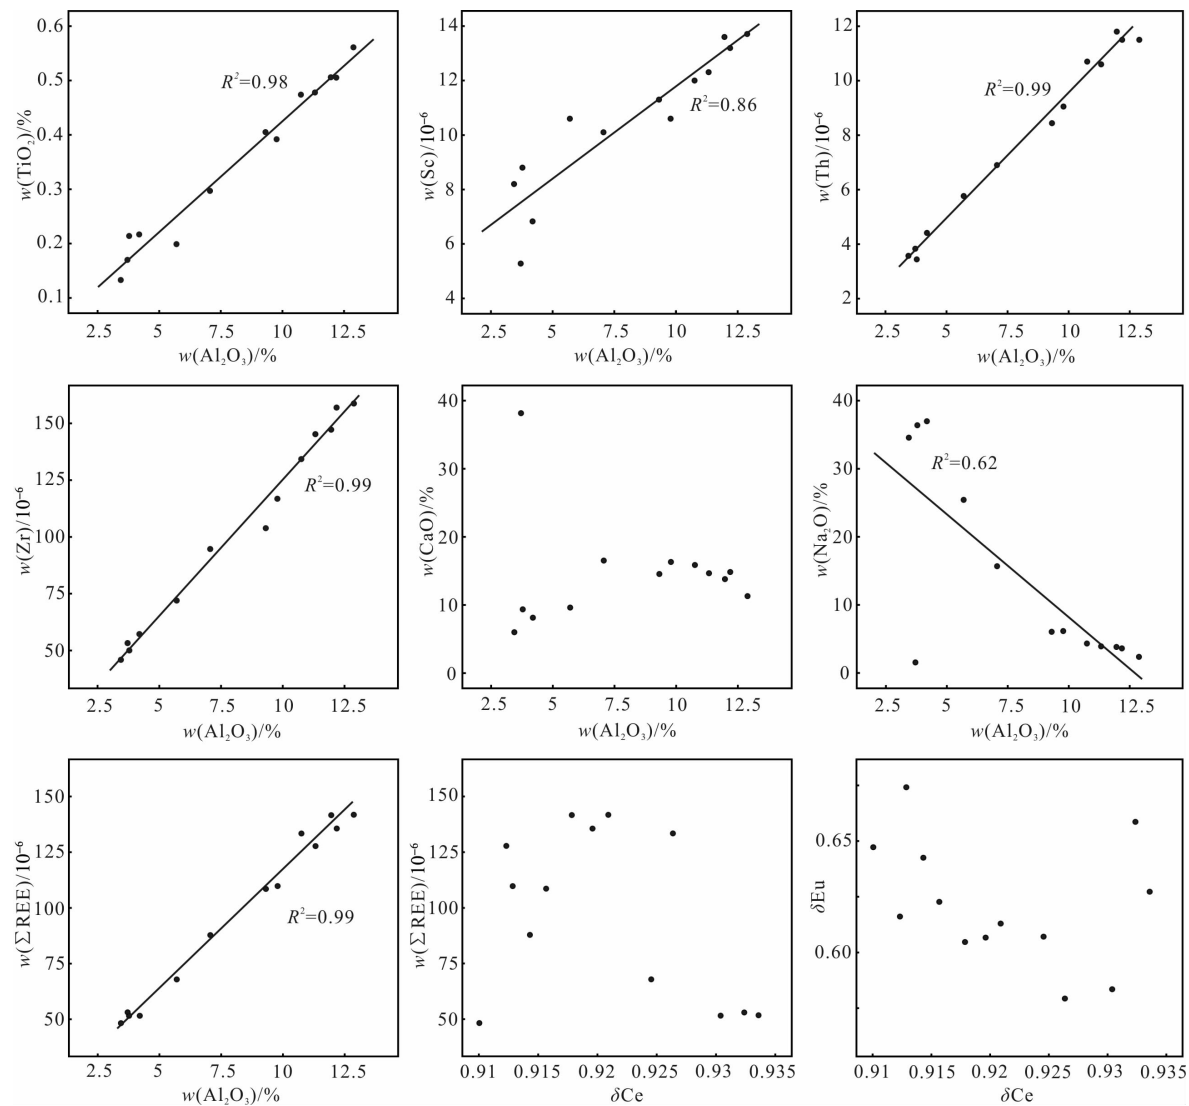 0.6
0.5
0.4
0.3
0.2
0.1
w(TiO₂)/%
R²=0.98
2.5 5 7.5 10 12.5
w(Al₂O₃)/%
14
12
10
8
6
4
w(Sc)/10⁻⁶
R²=0.86
2.5 5 7.5 10 12.5
w(Al₂O₃)/%
12
10
8
6
4
2
w(Th)/10⁻⁶
R²=0.99
2.5 5 7.5 10 12.5
w(Al₂O₃)/%
150
125
100
75
50
w(Zr)/10⁻⁶
R²=0.99
2.5 5 7.5 10 12.5
w(Al₂O₃)/%
40
30
20
10
0
w(CaO)/%
2.5 5 7.5 10 12.5
w(Al₂O₃)/%
40
30
20
10
0
w(Na₂O)/%
R²=0.62
2.5 5 7.5 10 12.5
w(Al₂O₃)/%
150
125
100
75
50
w(∑REE)/10⁻⁶
R²=0.99
2.5 5 7.5 10 12.5
w(Al₂O₃)/%
150
125
100
75
50
w(∑REE)/10⁻⁶
0.91 0.915 0.92 0.925 0.93 0.935
δCe
0.65
0.60
δEu
0.91 0.915 0.92 0.925 0.93 0.935
δCe